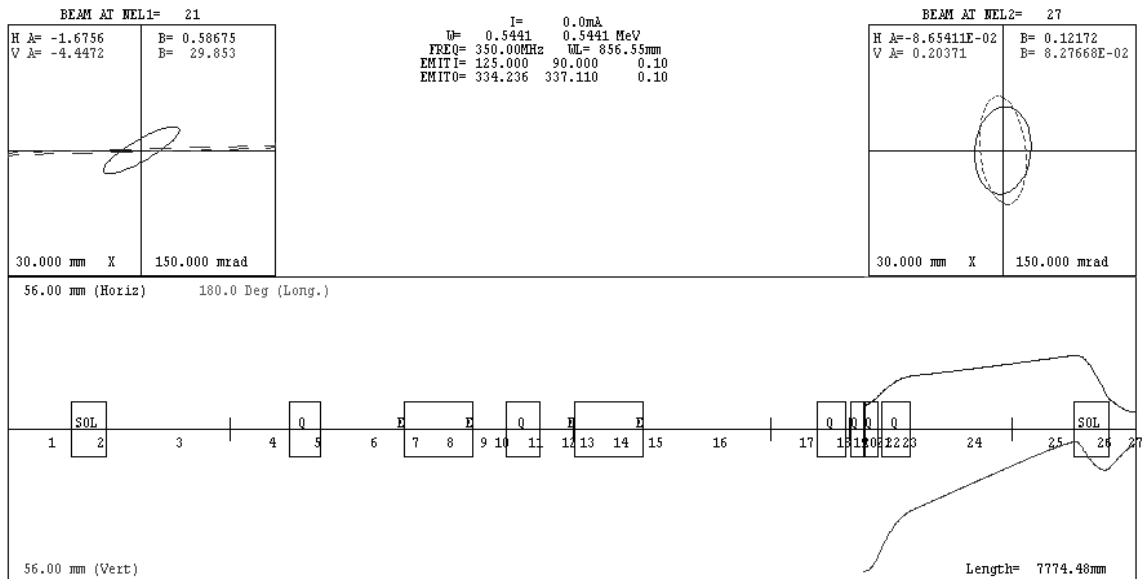 BEAM AT NEL1= 21
H A= -1.6756 B= 0.58675
V A= -4.4472 B= 29.853
30.000 mm X 150.000 mrad
I= 0.0mA
W= 0.5441 0.5441 MeV
FREQ= 350.00MHz WL= 856.55mm
EMITI= 125.000 90.000 0.10
EMITO= 334.236 337.110 0.10
BEAM AT NEL2= 27
H A=-8.65411E-02 B= 0.12172
V A= 0.20371 B= 8.27668E-02
30.000 mm X 150.000 mrad
56.00 mm (Horiz) 180.0 Deg (Long.)
SOL Q E E Q E E Q Q Q Q SOL
1 2 3 4 5 6 7 8 9 10 11 12 13 14 15 16 17 18 19 20 21 22 23 24 25 26 27
56.00 mm (Vert) Length= 7774.48mm